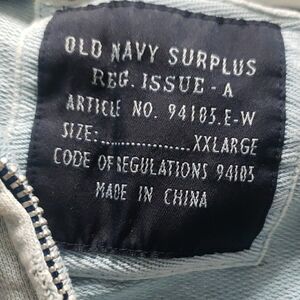 OLD NAVY SURPLUS
REG. ISSUE - A
ARTICLE NO. 94103.E-W
SIZE:..................XXLARGE
CODE OF REGULATIONS 94103
MADE IN CHINA